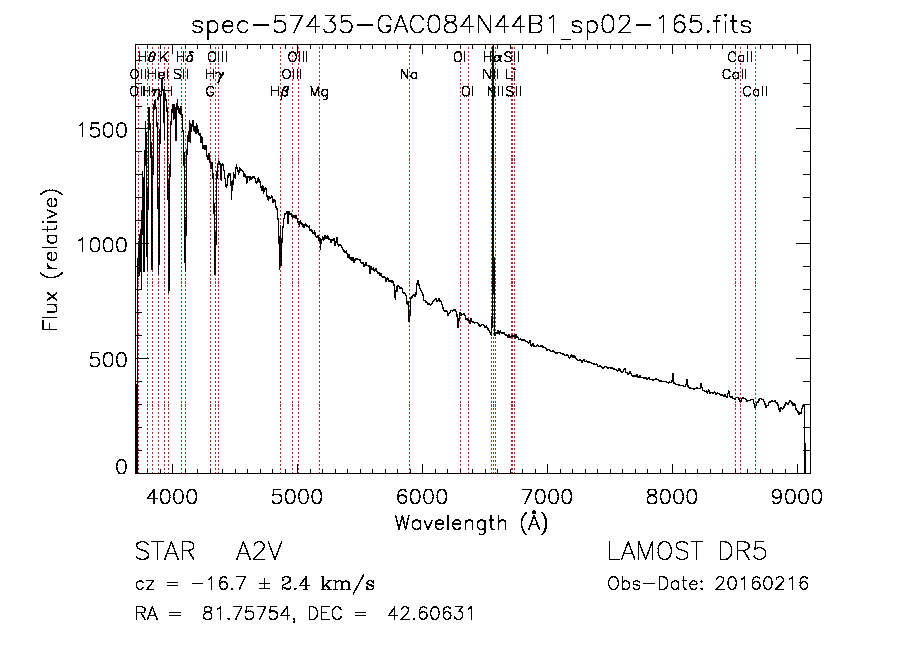 spec-57435-GAC084N44B1_sp02-165.fits
Hθ K Hδ OIII OIII OI Hα SII CaII
OII HeI SII Hγ OIII Na NII Li CaII
OII Hη H G Hβ Mg OI NII SII CaII
1500
1000
500
0
Flux (relative)
4000 5000 6000 7000 8000 9000
Wavelength (Å)
STAR A2V LAMOST DR5
cz = −16.7 ± 2.4 km/s Obs-Date: 20160216
RA = 81.75754, DEC = 42.60631